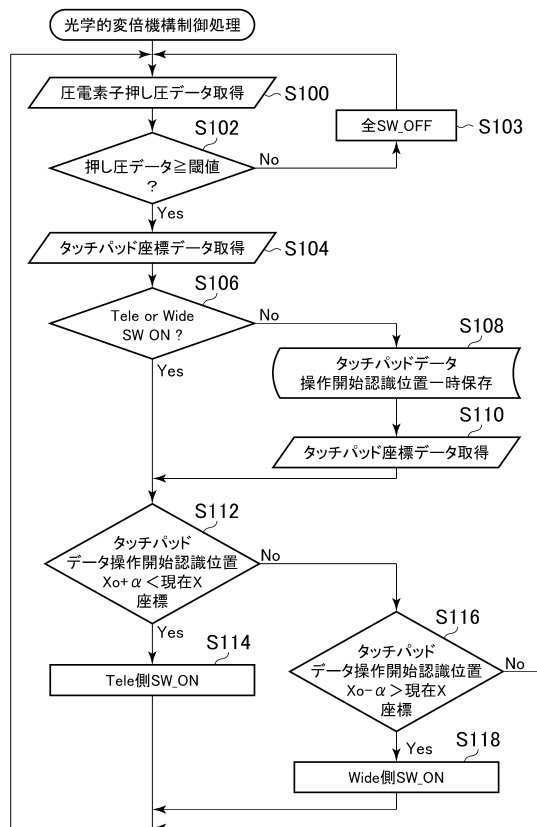 光学的変倍機構制御処理
圧電素子押し圧データ取得
S100
全SW_OFF
S103
S102
押し圧データ≧閾値
?
No
Yes
タッチパッド座標データ取得
S104
S106
Tele or Wide
SW ON ?
No
Yes
S108
タッチパッドデータ
操作開始認識位置一時保存
S110
タッチパッド座標データ取得
S112
タッチパッド
データ操作開始認識位置
Xo+α<現在X
座標
No
Yes
S114
Tele側SW_ON
S116
タッチパッド
データ操作開始認識位置
Xo-α>現在X
座標
No
Yes
S118
Wide側SW_ON